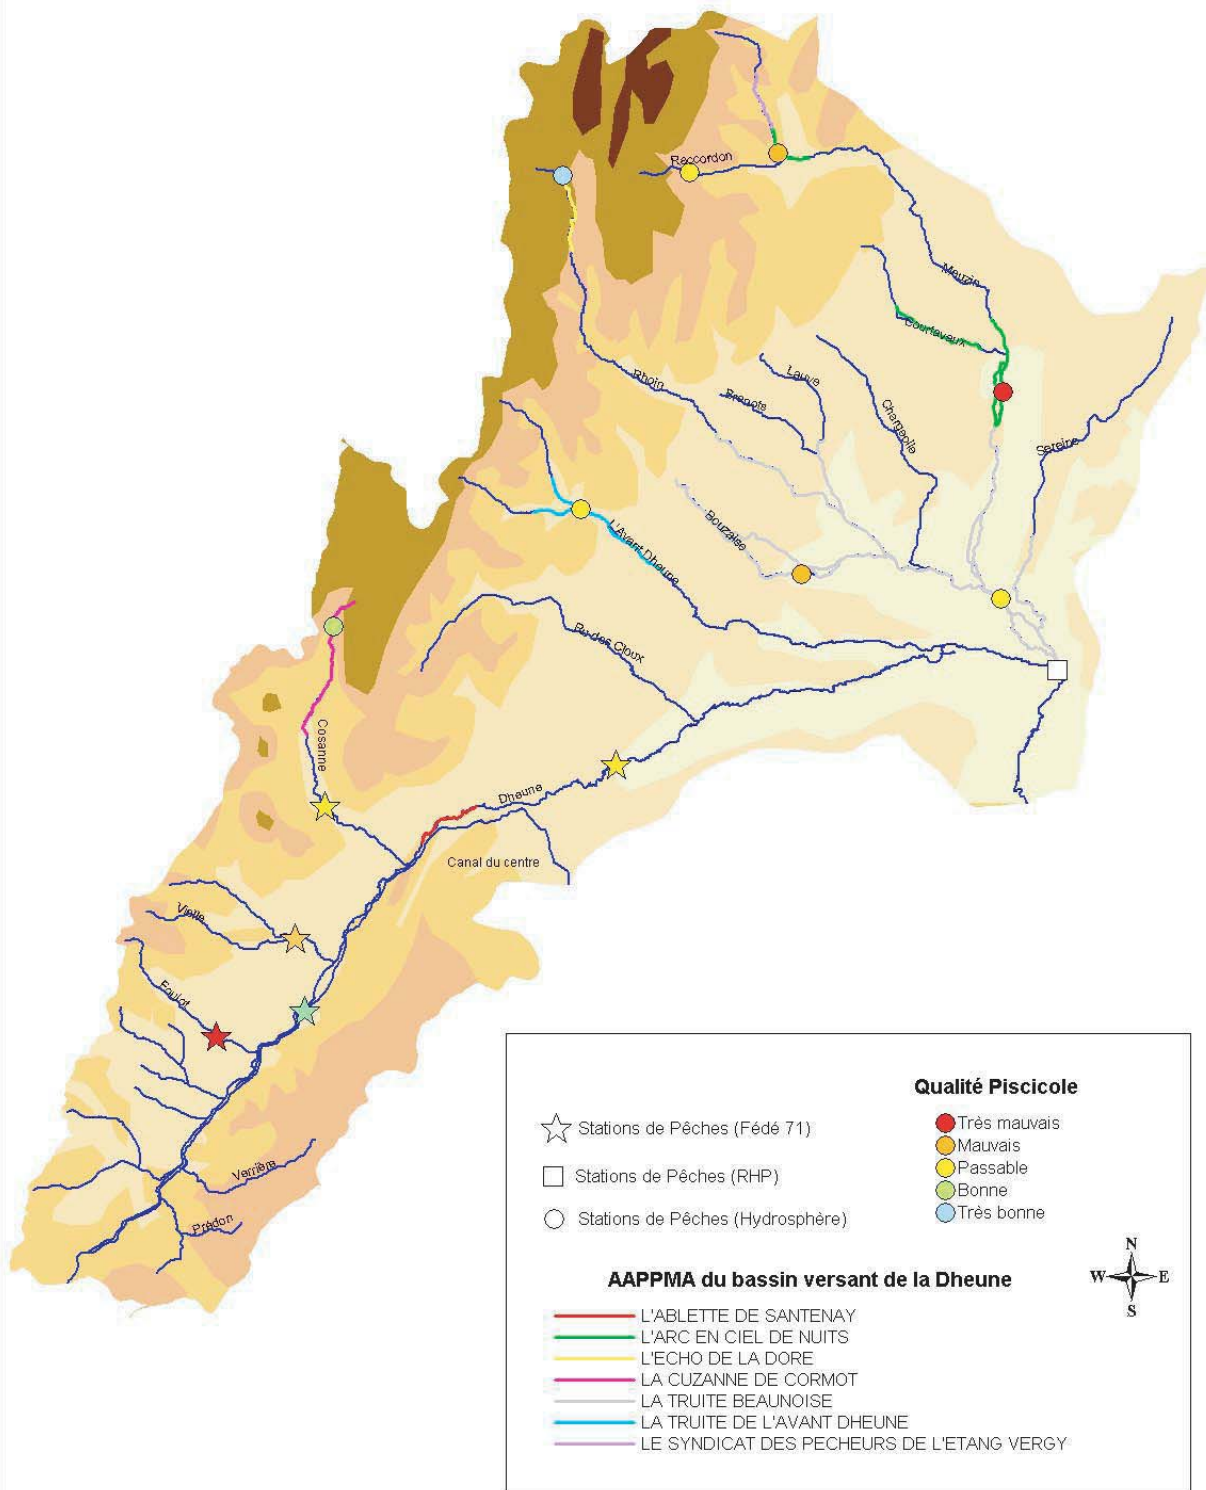 Raccordon
Meuzin
Courtavaux
Rhoin
Lauve
Brenots
Chargeolle
Sereine
Bouzaise
L'Avant Dheune
Ru des Cloux
Cosanne
Dheune
Canal du centre
Vielle
Foulot
Verrière
Prédon
Qualité Piscicole
Stations de Pêches (Fédé 71)
Stations de Pêches (RHP)
Stations de Pêches (Hydrosphère)
Très mauvais
Mauvais
Passable
Bonne
Très bonne
N
W E
S
AAPPMA du bassin versant de la Dheune
L'ABLETTE DE SANTENAY
L'ARC EN CIEL DE NUITS
L'ECHO DE LA DORE
LA CUZANNE DE CORMOT
LA TRUITE BEAUNOISE
LA TRUITE DE L'AVANT DHEUNE
LE SYNDICAT DES PECHEURS DE L'ETANG VERGY